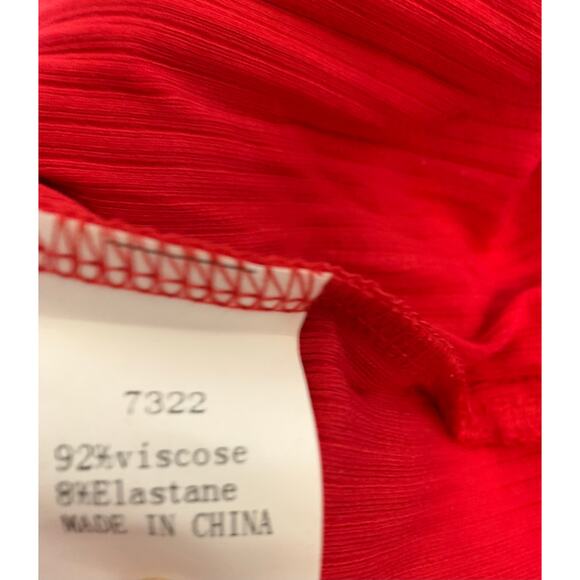 7322
92%viscose
8%Elastane
MADE IN CHINA